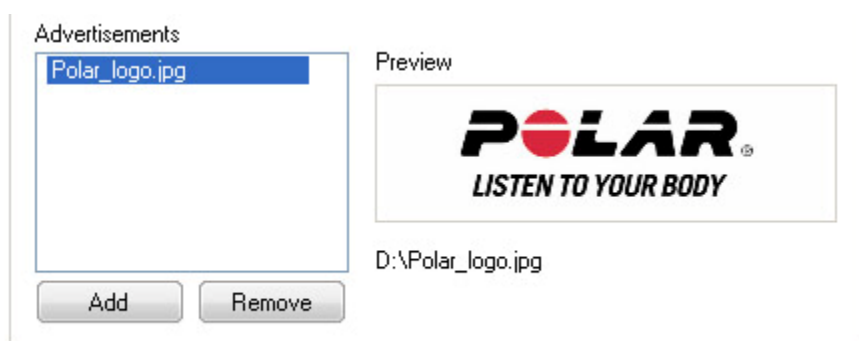 Advertisements
Polar_logo.jpg
Preview
POLAR®
LISTEN TO YOUR BODY
D:\Polar_logo.jpg
Add
Remove